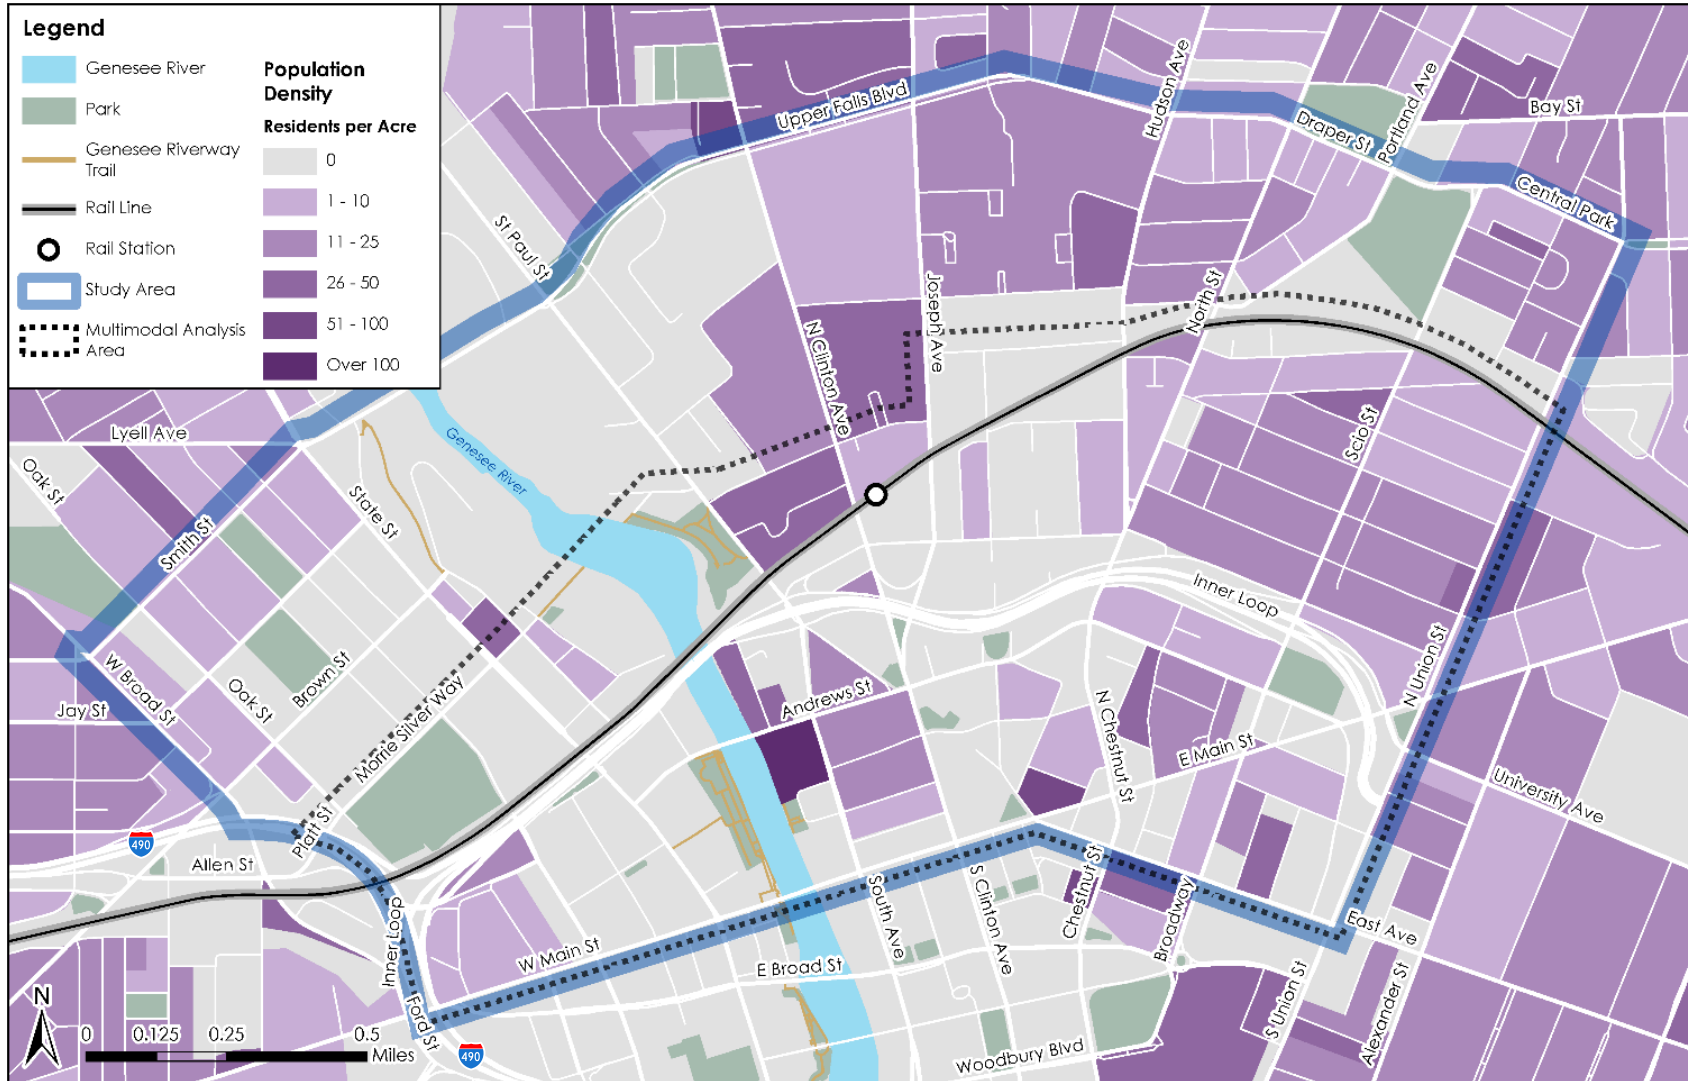 Legend
Genesee River
Park
Genesee Riverway
Trail
Rail Line
Rail Station
Study Area
Multimodal Analysis
Area
Population
Density
Residents per Acre
0
1 - 10
11 - 25
26 - 50
51 - 100
Over 100
Upper Falls Blvd
Hudson Ave
Portland Ave
Bay St
Draper St
Central Park
St Paul St
Joseph Ave
N Clinton Ave
North St
Scio St
Lyell Ave
Oak St
State St
Genesee River
Smith St
Inner Loop
N Union St
W Broad St
Jay St
Oak St
Brown St
Morrie Silver Way
Andrews St
N Chestnut St
E Main St
University Ave
Platt St
490
Allen St
Inner Loop
W Main St
Ford St
E Broad St
South Ave
S Clinton Ave
Chestnut St
Broadway
East Ave
S Union St
Alexander St
Woodbury Blvd
490
N
0 0.125 0.25 0.5
Miles